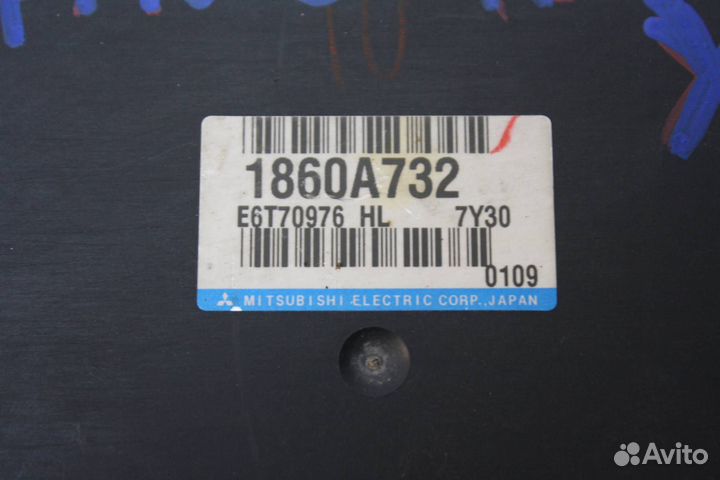 1860A732
E6T70976 HL 7Y30
0109
MITSUBISHI ELECTRIC CORP., JAPAN
Avito